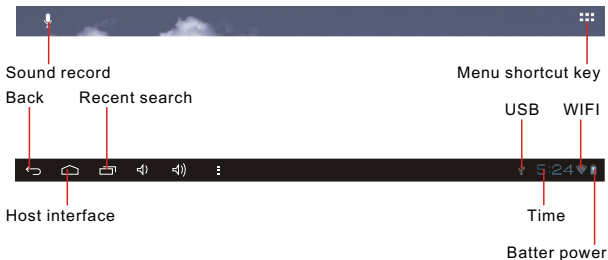 Sound record
Menu shortcut key
Back
Recent search
USB
WIFI
5:24
Host interface
Time
Batter power